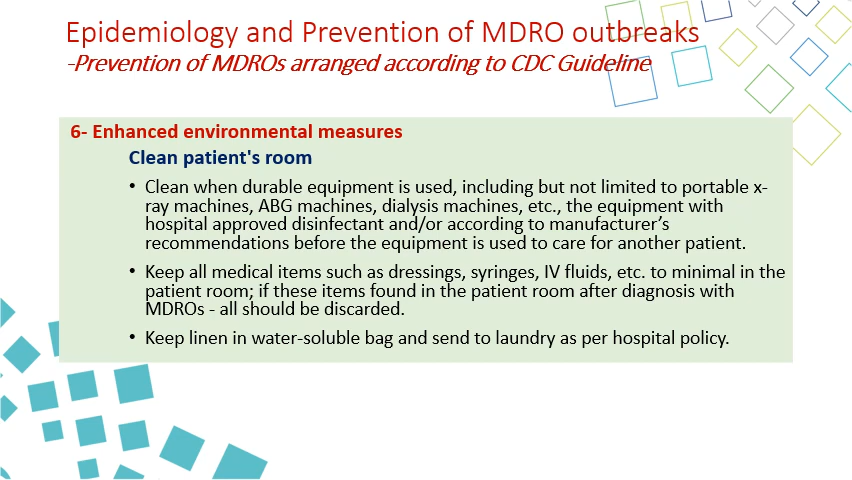 Epidemiology and Prevention of MDRO outbreaks
-Prevention of MDROs arranged according to CDC Guideline
6- Enhanced environmental measures
Clean patient's room
• Clean when durable equipment is used, including but not limited to portable x-
ray machines, ABG machines, dialysis machines, etc., the equipment with
hospital approved disinfectant and/or according to manufacturer’s
recommendations before the equipment is used to care for another patient.
• Keep all medical items such as dressings, syringes, IV fluids, etc. to minimal in the
patient room; if these items found in the patient room after diagnosis with
MDROs - all should be discarded.
• Keep linen in water-soluble bag and send to laundry as per hospital policy.